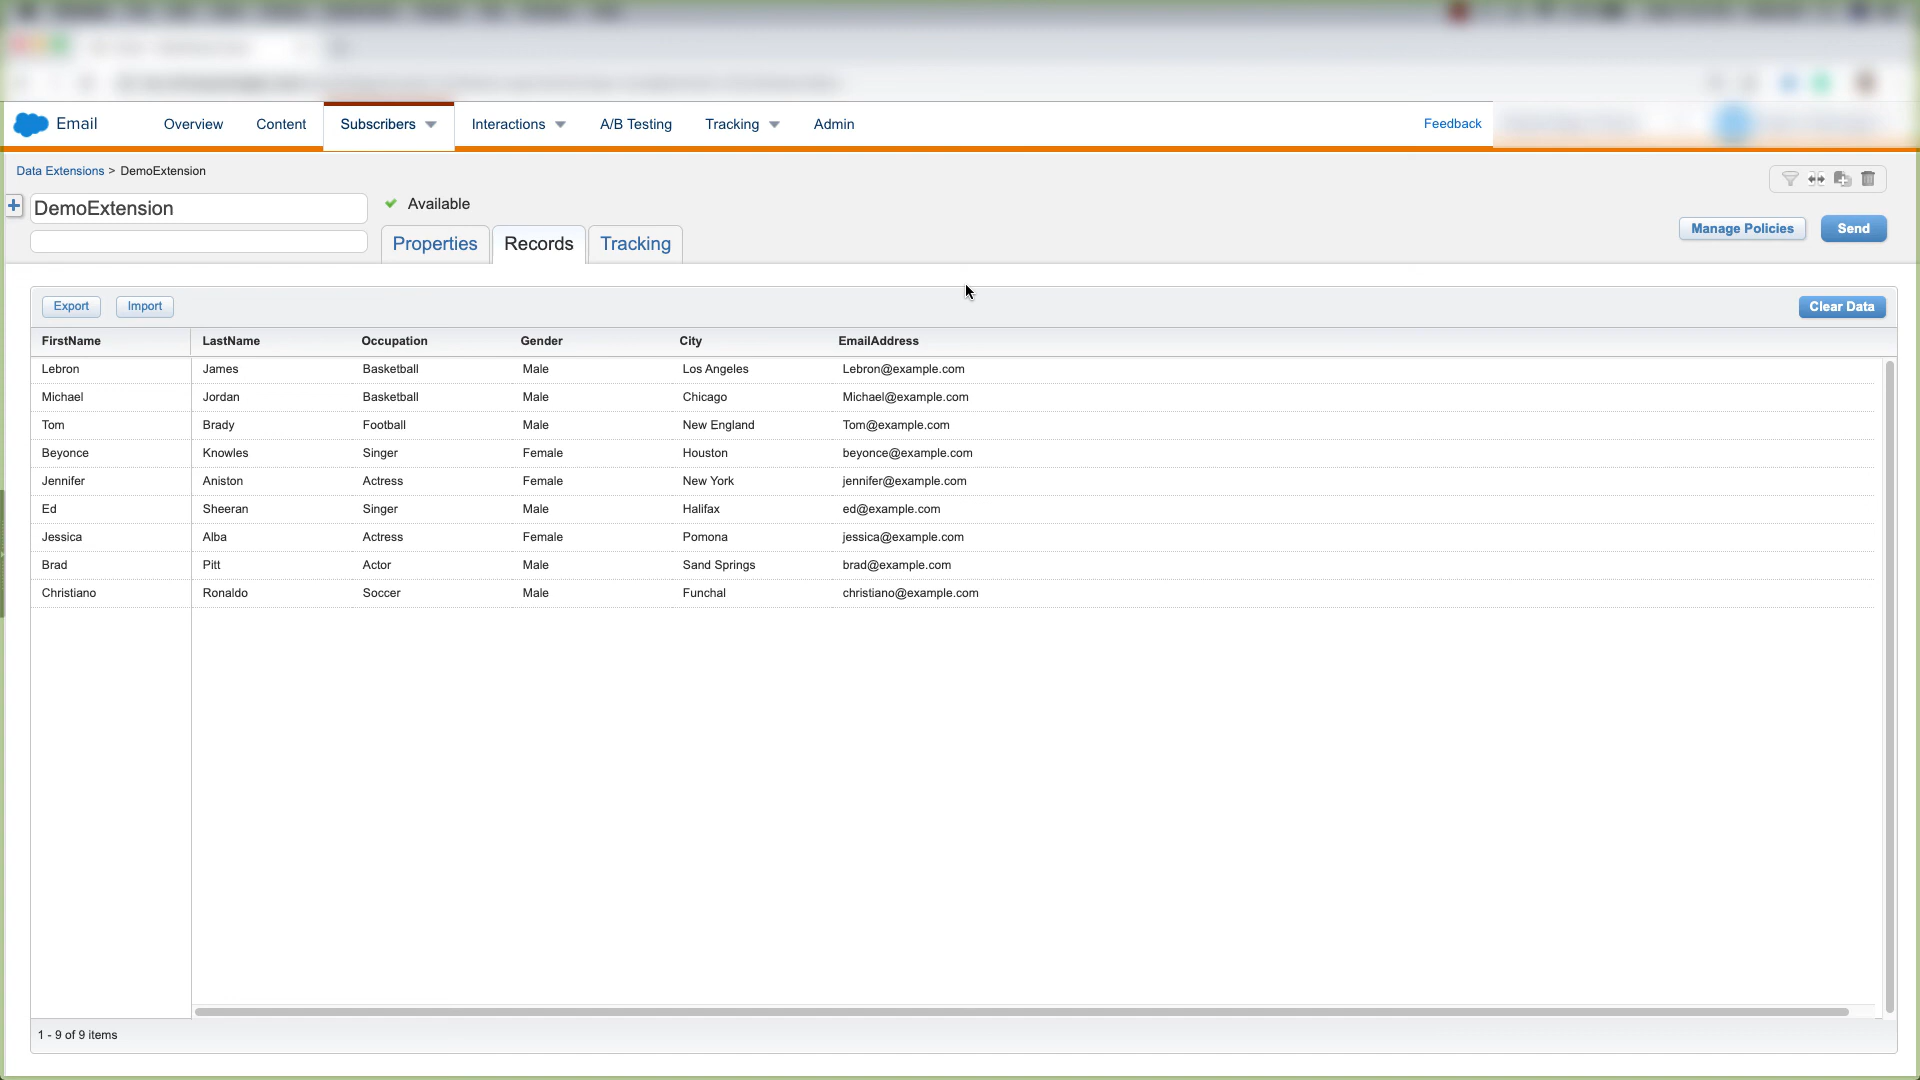 Email Overview Content Subscribers Interactions A/B Testing Tracking Admin Feedback
Data Extensions > DemoExtension
DemoExtension Available
Properties Records Tracking Manage Policies Send
Export Import Clear Data
FirstName LastName Occupation Gender City EmailAddress
Lebron James Basketball Male Los Angeles Lebron@example.com
Michael Jordan Basketball Male Chicago Michael@example.com
Tom Brady Football Male New England Tom@example.com
Beyonce Knowles Singer Female Houston beyonce@example.com
Jennifer Aniston Actress Female New York jennifer@example.com
Ed Sheeran Singer Male Halifax ed@example.com
Jessica Alba Actress Female Pomona jessica@example.com
Brad Pitt Actor Male Sand Springs brad@example.com
Christiano Ronaldo Soccer Male Funchal christiano@example.com
1 - 9 of 9 items